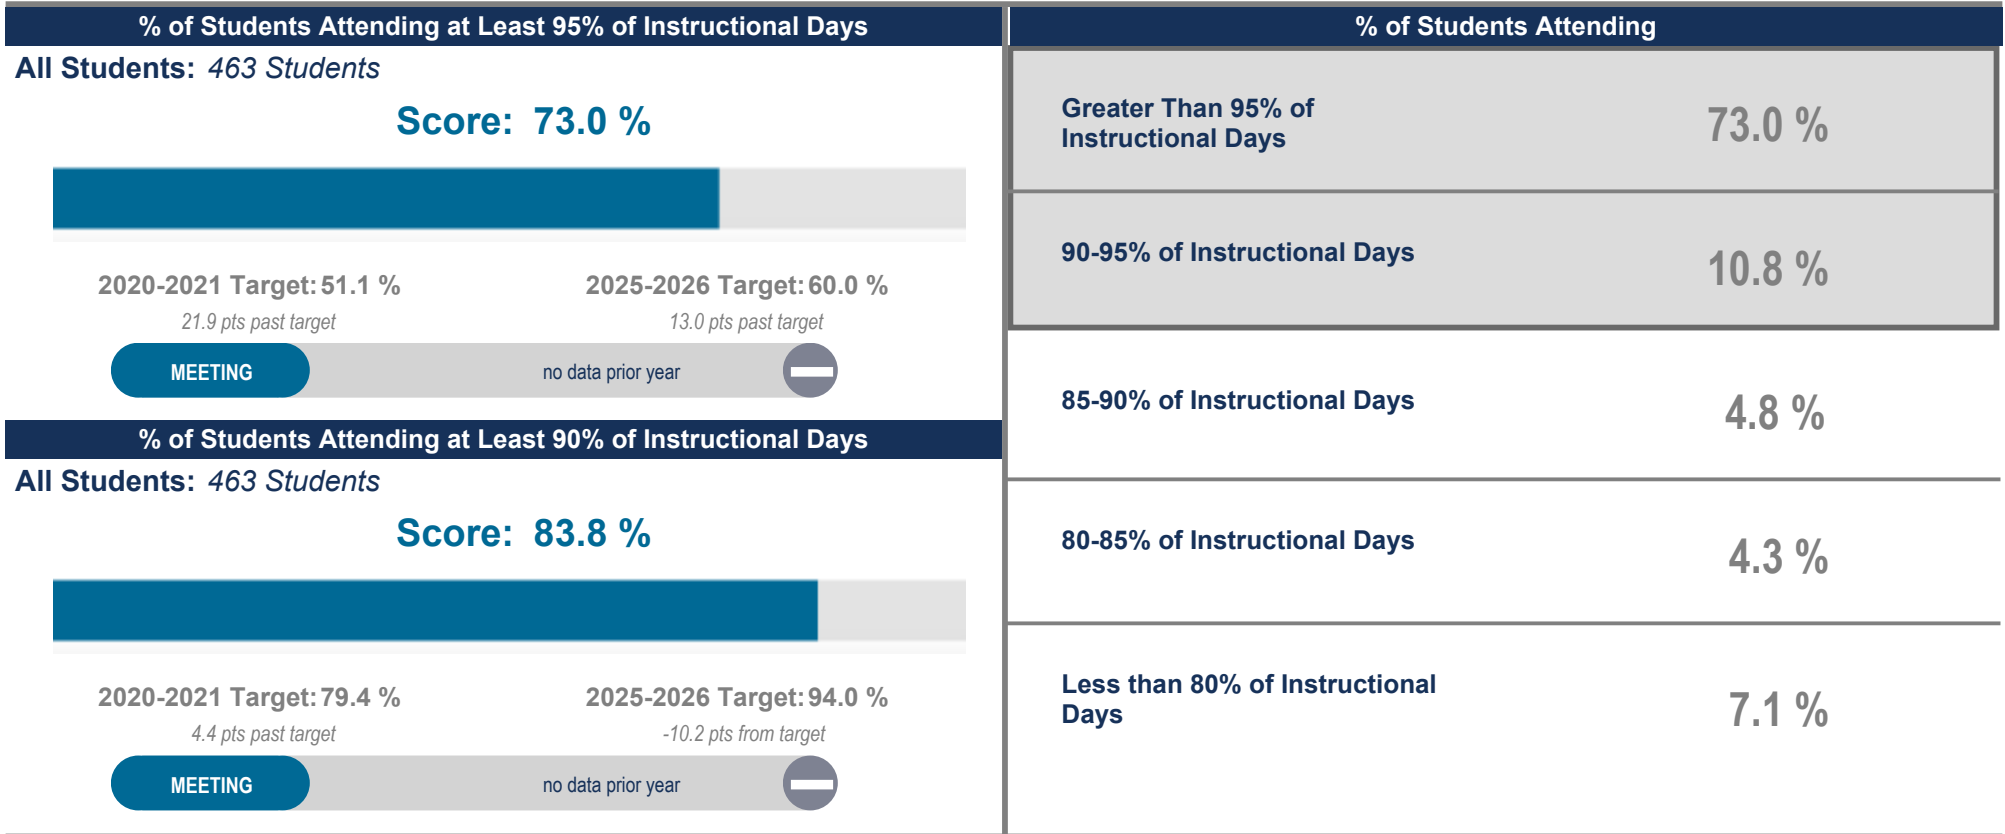 % of Students Attending at Least 95% of Instructional Days
All Students: 463 Students
Score: 73.0 %
2020-2021 Target: 51.1 %
21.9 pts past target
2025-2026 Target: 60.0 %
13.0 pts past target
MEETING
no data prior year
% of Students Attending at Least 90% of Instructional Days
All Students: 463 Students
Score: 83.8 %
2020-2021 Target: 79.4 %
4.4 pts past target
2025-2026 Target: 94.0 %
-10.2 pts from target
MEETING
no data prior year
% of Students Attending
Greater Than 95% of
Instructional Days
73.0 %
90-95% of Instructional Days
10.8 %
85-90% of Instructional Days
4.8 %
80-85% of Instructional Days
4.3 %
Less than 80% of Instructional
Days
7.1 %